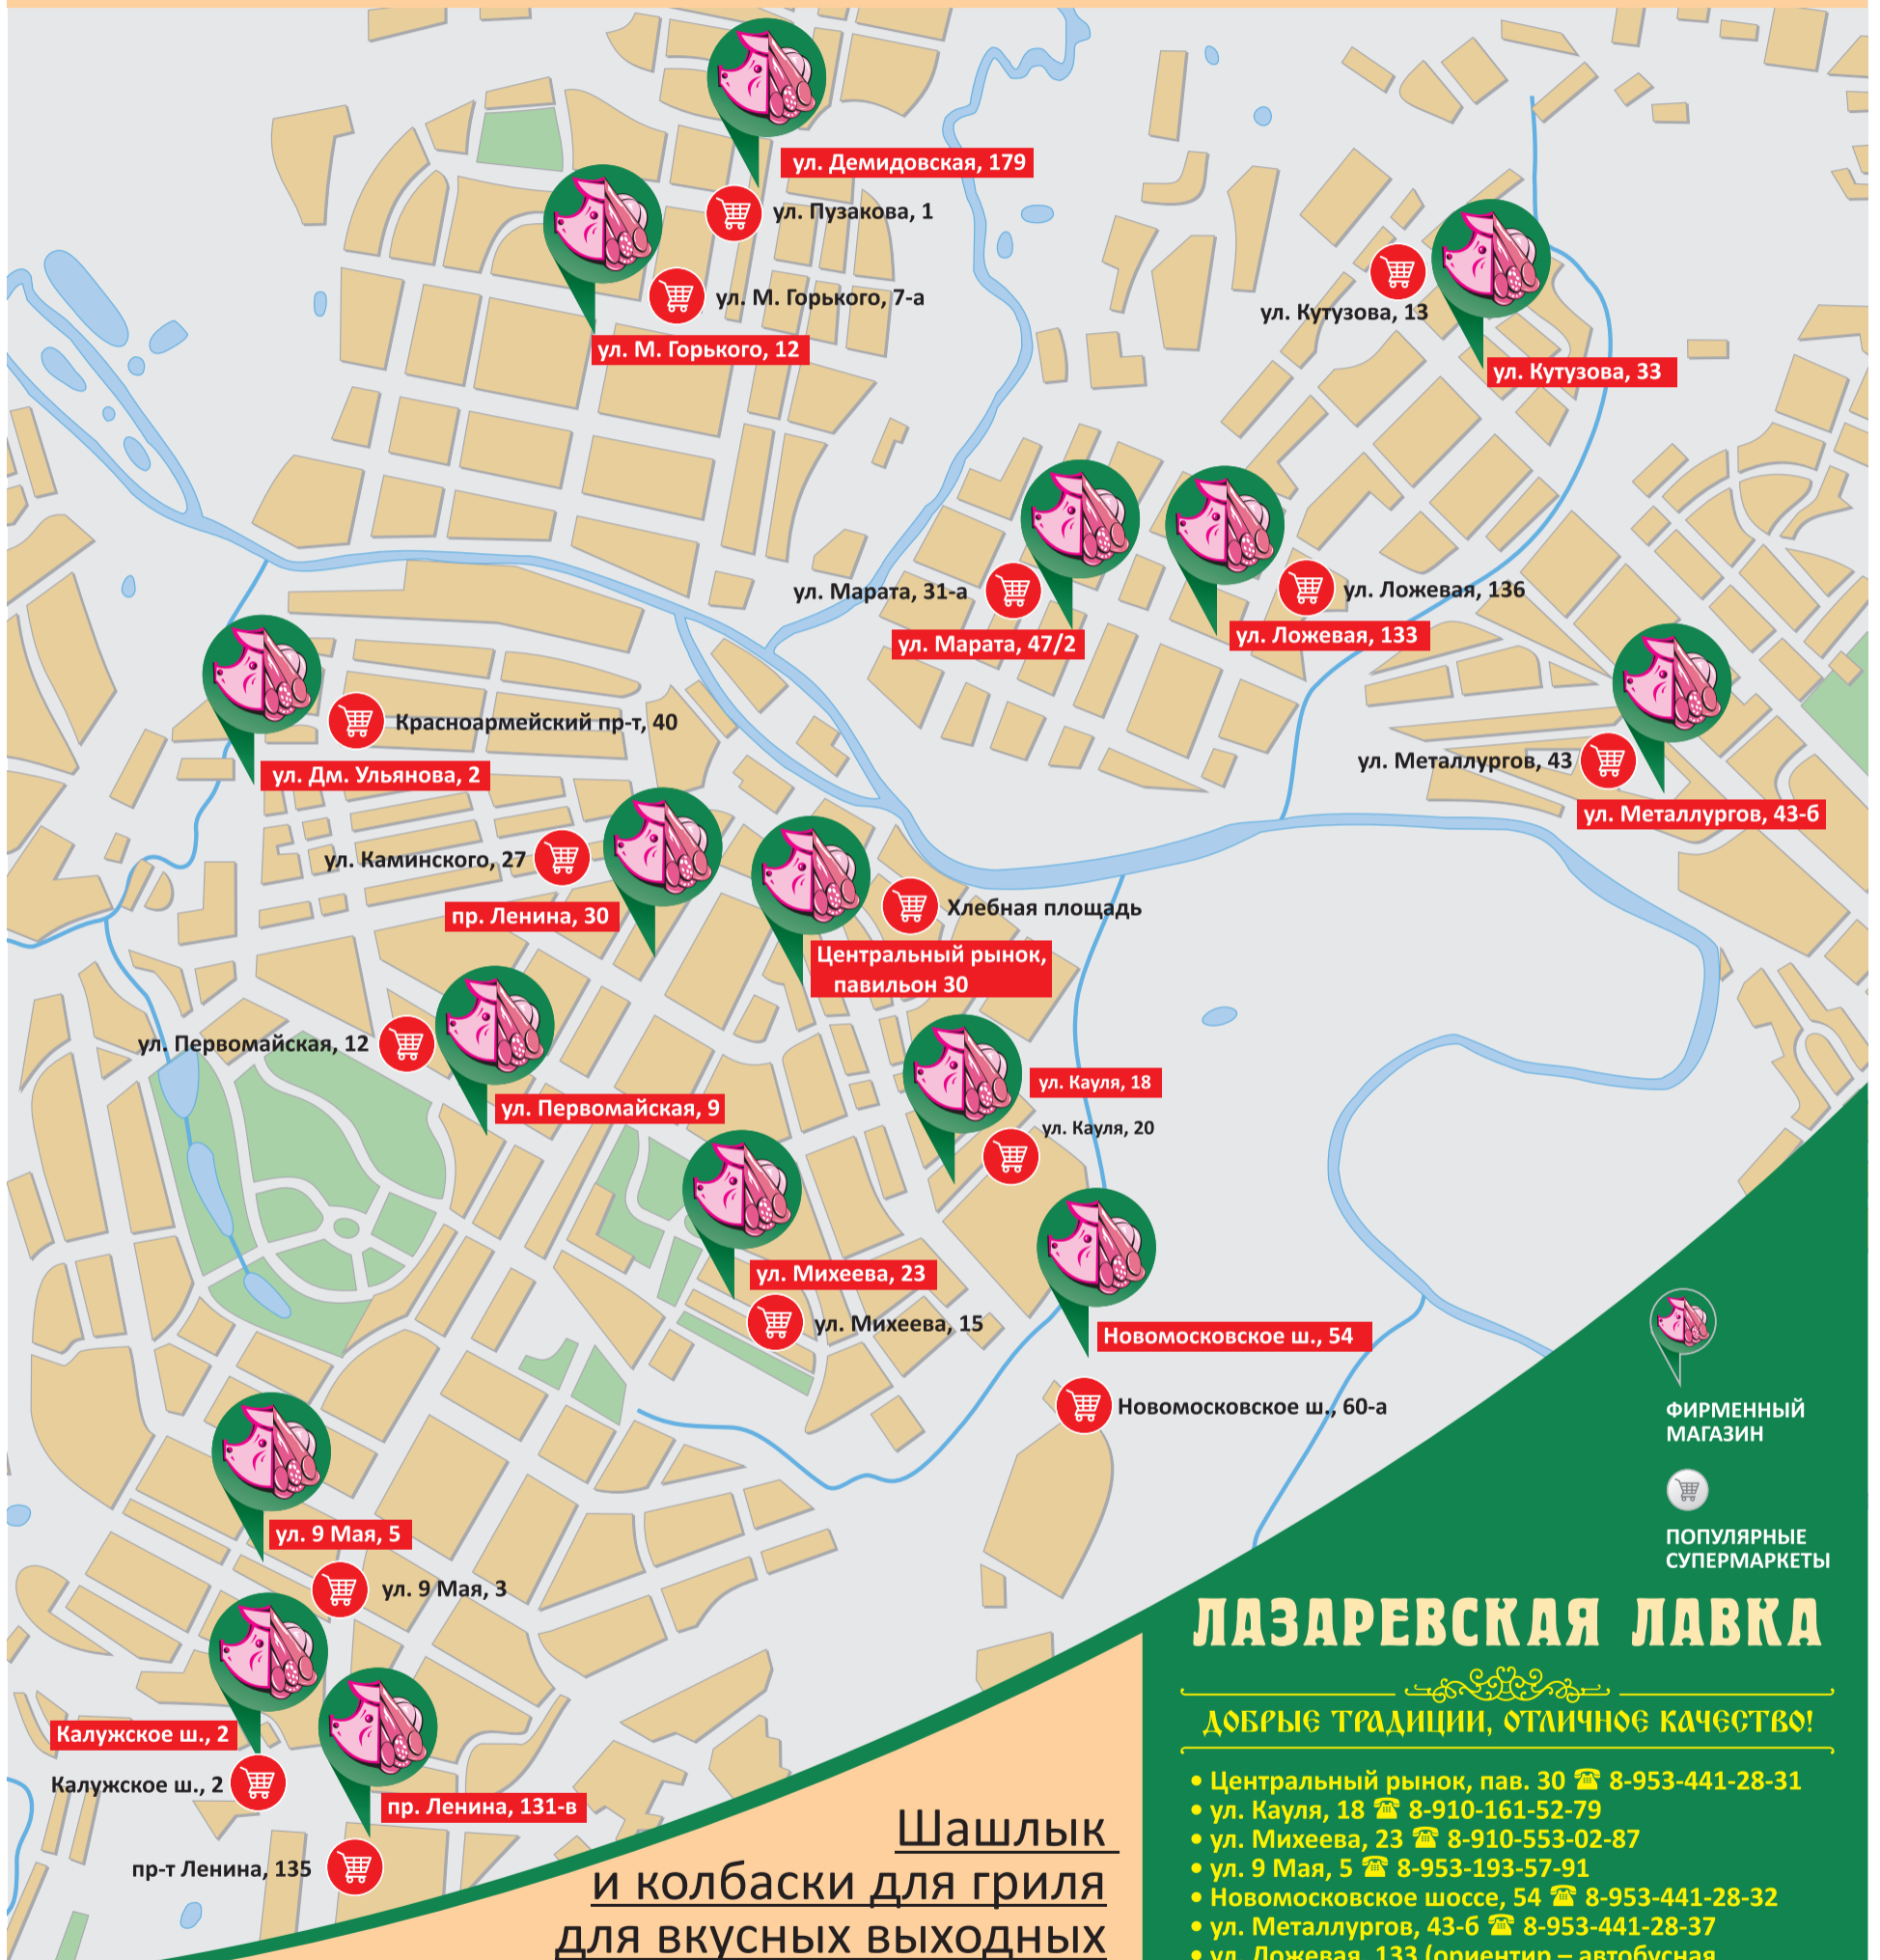 ул. Демидовская, 179
ул. Пузакова, 1
ул. М. Горького, 7-а
ул. М. Горького, 12
ул. Кутузова, 13
ул. Кутузова, 33
ул. Марата, 31-а
ул. Марата, 47/2
ул. Ложевая, 136
ул. Ложевая, 133
Красноармейский пр-т, 40
ул. Дм. Ульянова, 2
ул. Металлургов, 43
ул. Металлургов, 43-б
ул. Каминского, 27
пр. Ленина, 30
Хлебная площадь
Центральный рынок,
павильон 30
ул. Первомайская, 12
ул. Первомайская, 9
ул. Кауля, 18
ул. Кауля, 20
ул. Михеева, 23
ул. Михеева, 15
Новомосковское ш., 54
Новомосковское ш., 60-а
ул. 9 Мая, 5
ул. 9 Мая, 3
Калужское ш., 2
Калужское ш., 2
пр. Ленина, 131-в
пр-т Ленина, 135
ФИРМЕННЫЙ
МАГАЗИН
ПОПУЛЯРНЫЕ
СУПЕРМАРКЕТЫ
Шашлык
и колбаски для гриля
для вкусных выходных
ЛАЗАРЕВСКАЯ ЛАВКА
ДОБРЫЕ ТРАДИЦИИ, ОТЛИЧНОЕ КАЧЕСТВО!
• Центральный рынок, пав. 30 ☎ 8-953-441-28-31
• ул. Кауля, 18 ☎ 8-910-161-52-79
• ул. Михеева, 23 ☎ 8-910-553-02-87
• ул. 9 Мая, 5 ☎ 8-953-193-57-91
• Новомосковское шоссе, 54 ☎ 8-953-441-28-32
• ул. Металлургов, 43-б ☎ 8-953-441-28-37
• ул. Ложевая, 133 (ориентир – автобусная